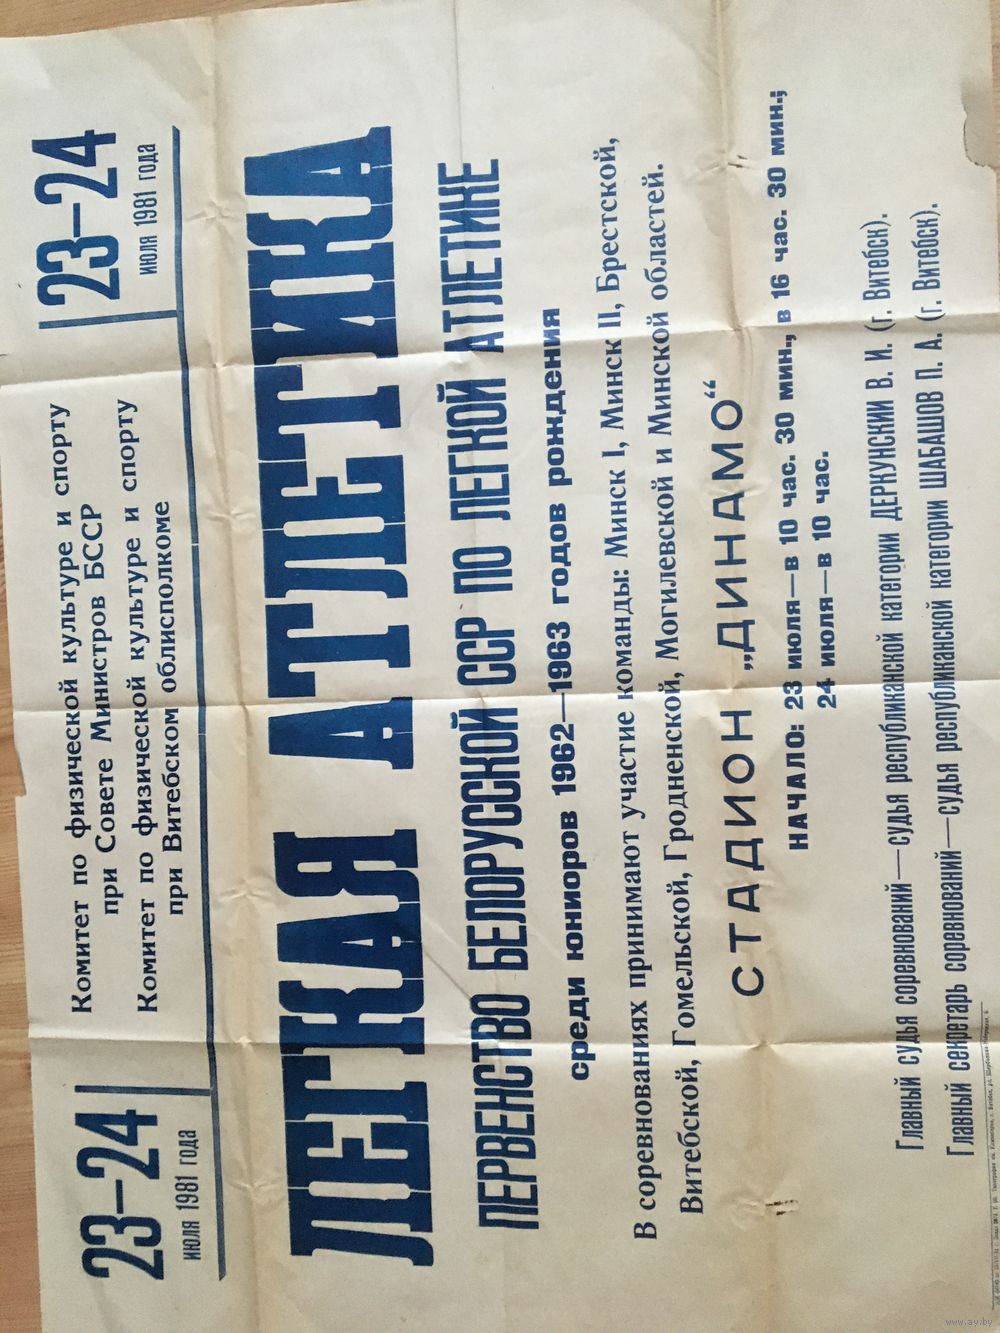 23—24
июля 1981 года
Комитет по физической культуре и спорту
при Совете Министров БССР
Комитет по физической культуре и спорту
при Витебском облисполкоме
23—24
июля 1981 года
ЛЕГКАЯ АТЛЕТИКА
ПЕРВЕНСТВО БЕЛОРУССКОЙ ССР ПО ЛЕГКОЙ АТЛЕТИКЕ
среди юниоров 1962—1963 годов рождения
В соревнованиях принимают участие команды: Минск I, Минск II, Брестской,
Витебской, Гомельской, Гродненской, Могилевской и Минской областей.
СТАДИОН „ДИНАМО“
НАЧАЛО: 23 июля—в 10 час. 30 мин., в 16 час. 30 мин.;
24 июля—в 10 час.
Главный судья соревнований—судья республиканской категории ДЕРКУНСКИЙ В. И. (г. Витебск).
Главный секретарь соревнований—судья республиканской категории ШАБАШОВ П. А. (г. Витебск).
www.ay.by